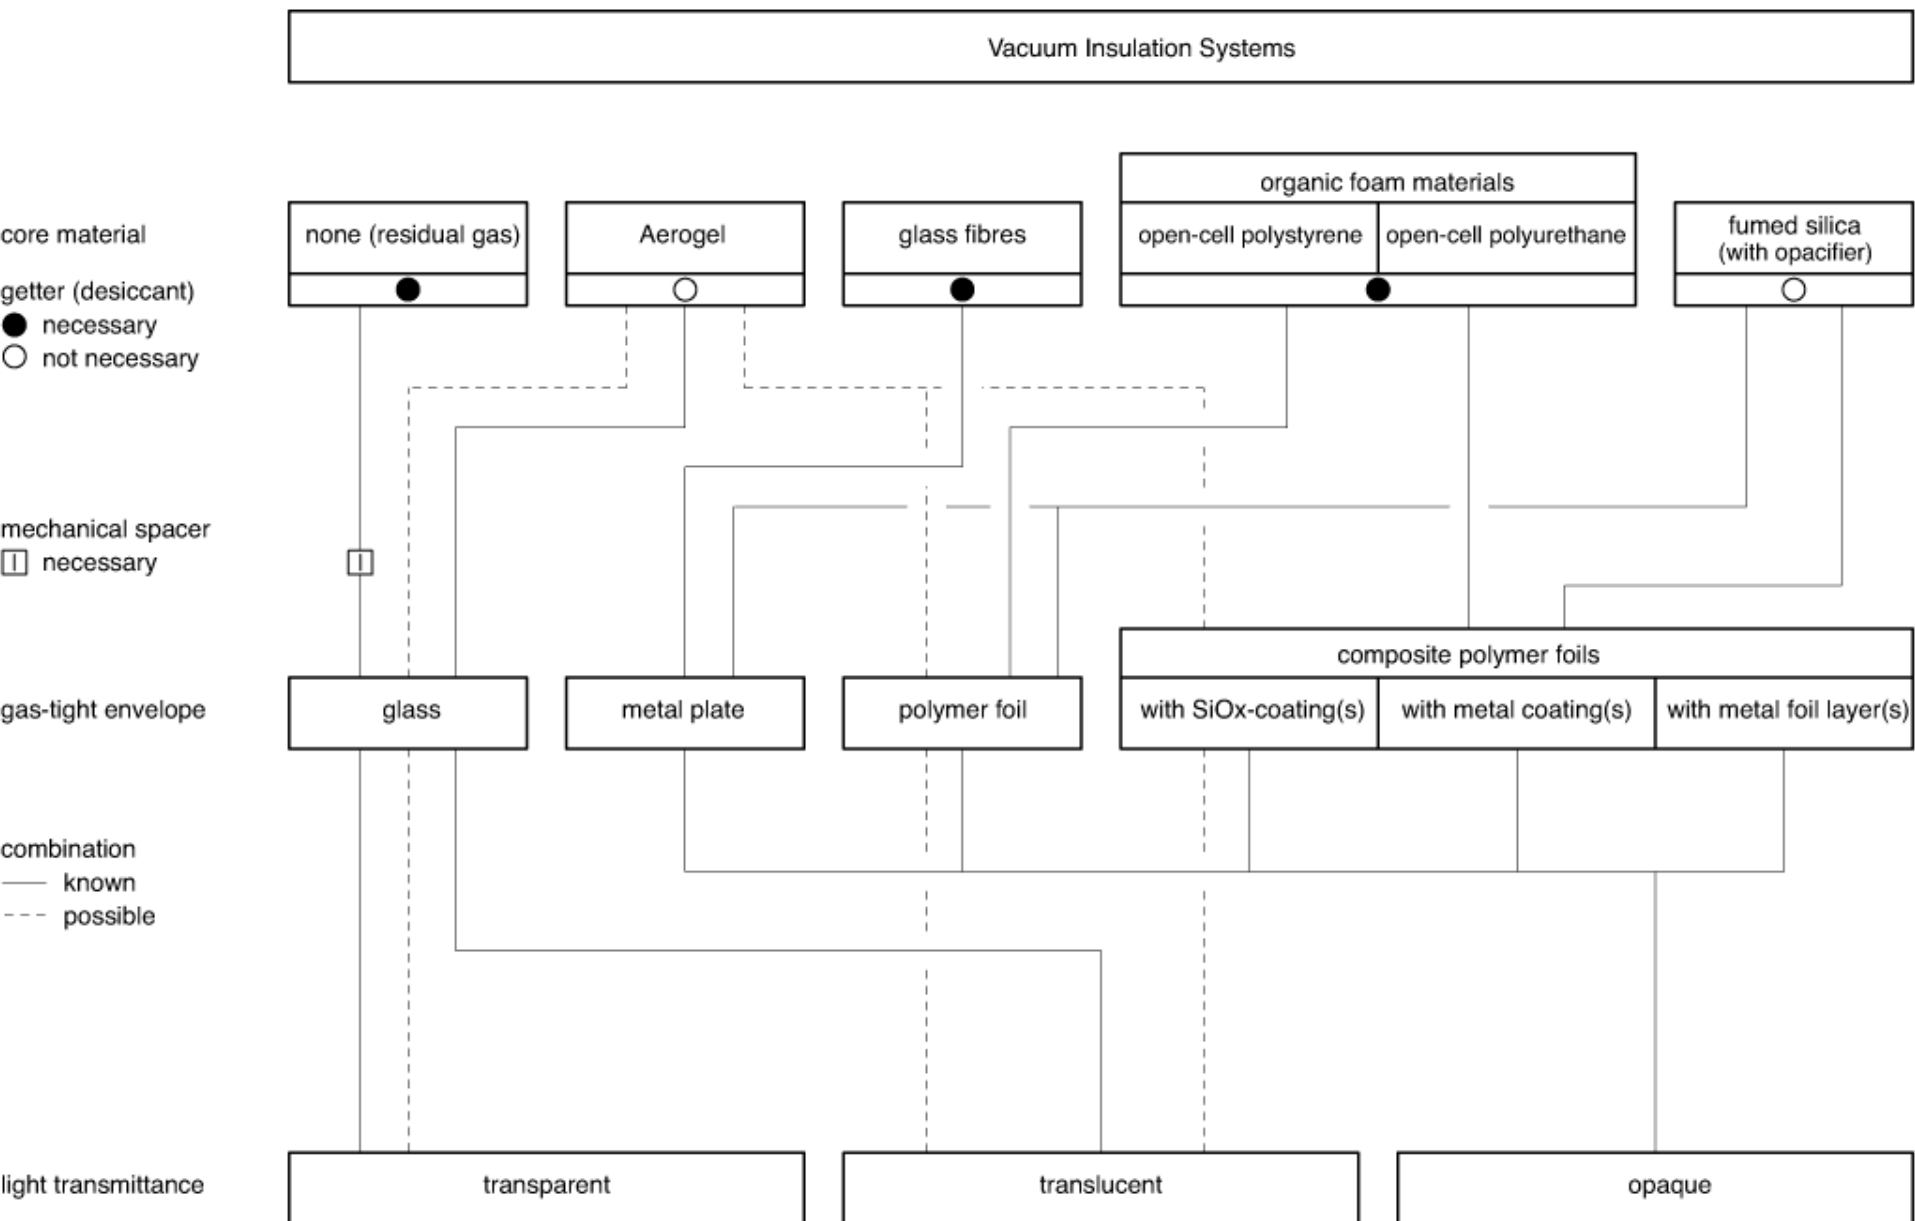 Vacuum Insulation Systems
organic foam materials
core material
none (residual gas)
Aerogel
glass fibres
open-cell polystyrene
open-cell polyurethane
fumed silica
(with opacifier)
getter (desiccant)
necessary
not necessary
mechanical spacer
necessary
composite polymer foils
gas-tight envelope
glass
metal plate
polymer foil
with SiOx-coating(s)
with metal coating(s)
with metal foil layer(s)
combination
known
possible
light transmittance
transparent
translucent
opaque